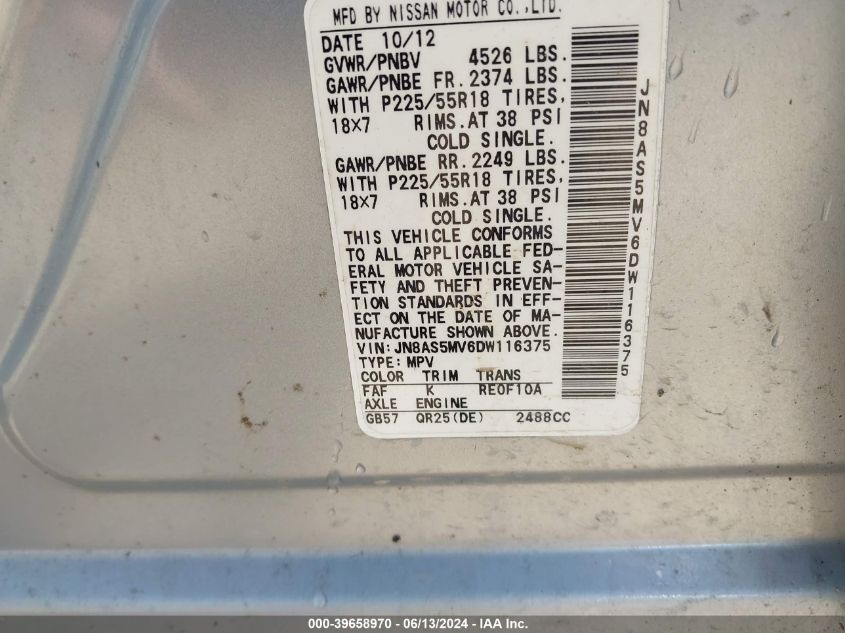 MFD BY NISSAN MOTOR CO.,LTD.
DATE 10/12
GVWR/PNBV 4526 LBS.
GAWR/PNBE FR. 2374 LBS.
WITH P225/55R18 TIRES,
18×7 RIMS. AT 38 PSI
COLD SINGLE.
GAWR/PNBE RR. 2249 LBS.
WITH P225/55R18 TIRES,
18×7 RIMS. AT 38 PSI
COLD SINGLE.
THIS VEHICLE CONFORMS
TO ALL APPLICABLE FED-
ERAL MOTOR VEHICLE SA-
FETY AND THEFT PREVEN-
TION STANDARDS IN EFF-
ECT ON THE DATE OF MA-
NUFACTURE SHOWN ABOVE.
VIN: JN8AS5MV6DW116375
TYPE: MPV
COLOR TRIM TRANS
FAF K RE0F10A
AXLE ENGINE
GB57 QR25(DE) 2488CC
JN8AS5MV6DW116375
000-39658970 - 06/13/2024 - IAA Inc.